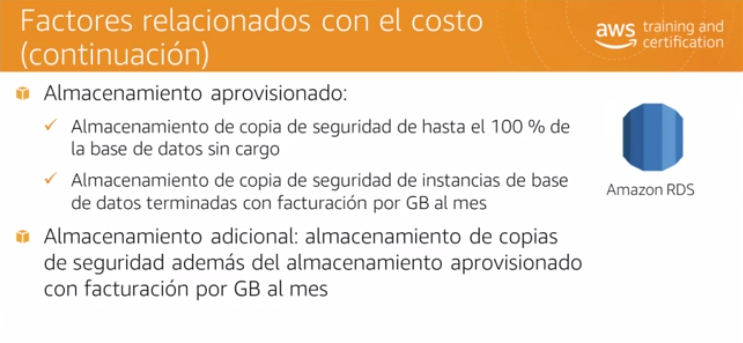 Factores relacionados con el costo
(continuación)
aws training and
certification
Almacenamiento aprovisionado:
Almacenamiento de copia de seguridad de hasta el 100 % de
la base de datos sin cargo
Almacenamiento de copia de seguridad de instancias de base
de datos terminadas con facturación por GB al mes
Amazon RDS
Almacenamiento adicional: almacenamiento de copias
de seguridad además del almacenamiento aprovisionado
con facturación por GB al mes